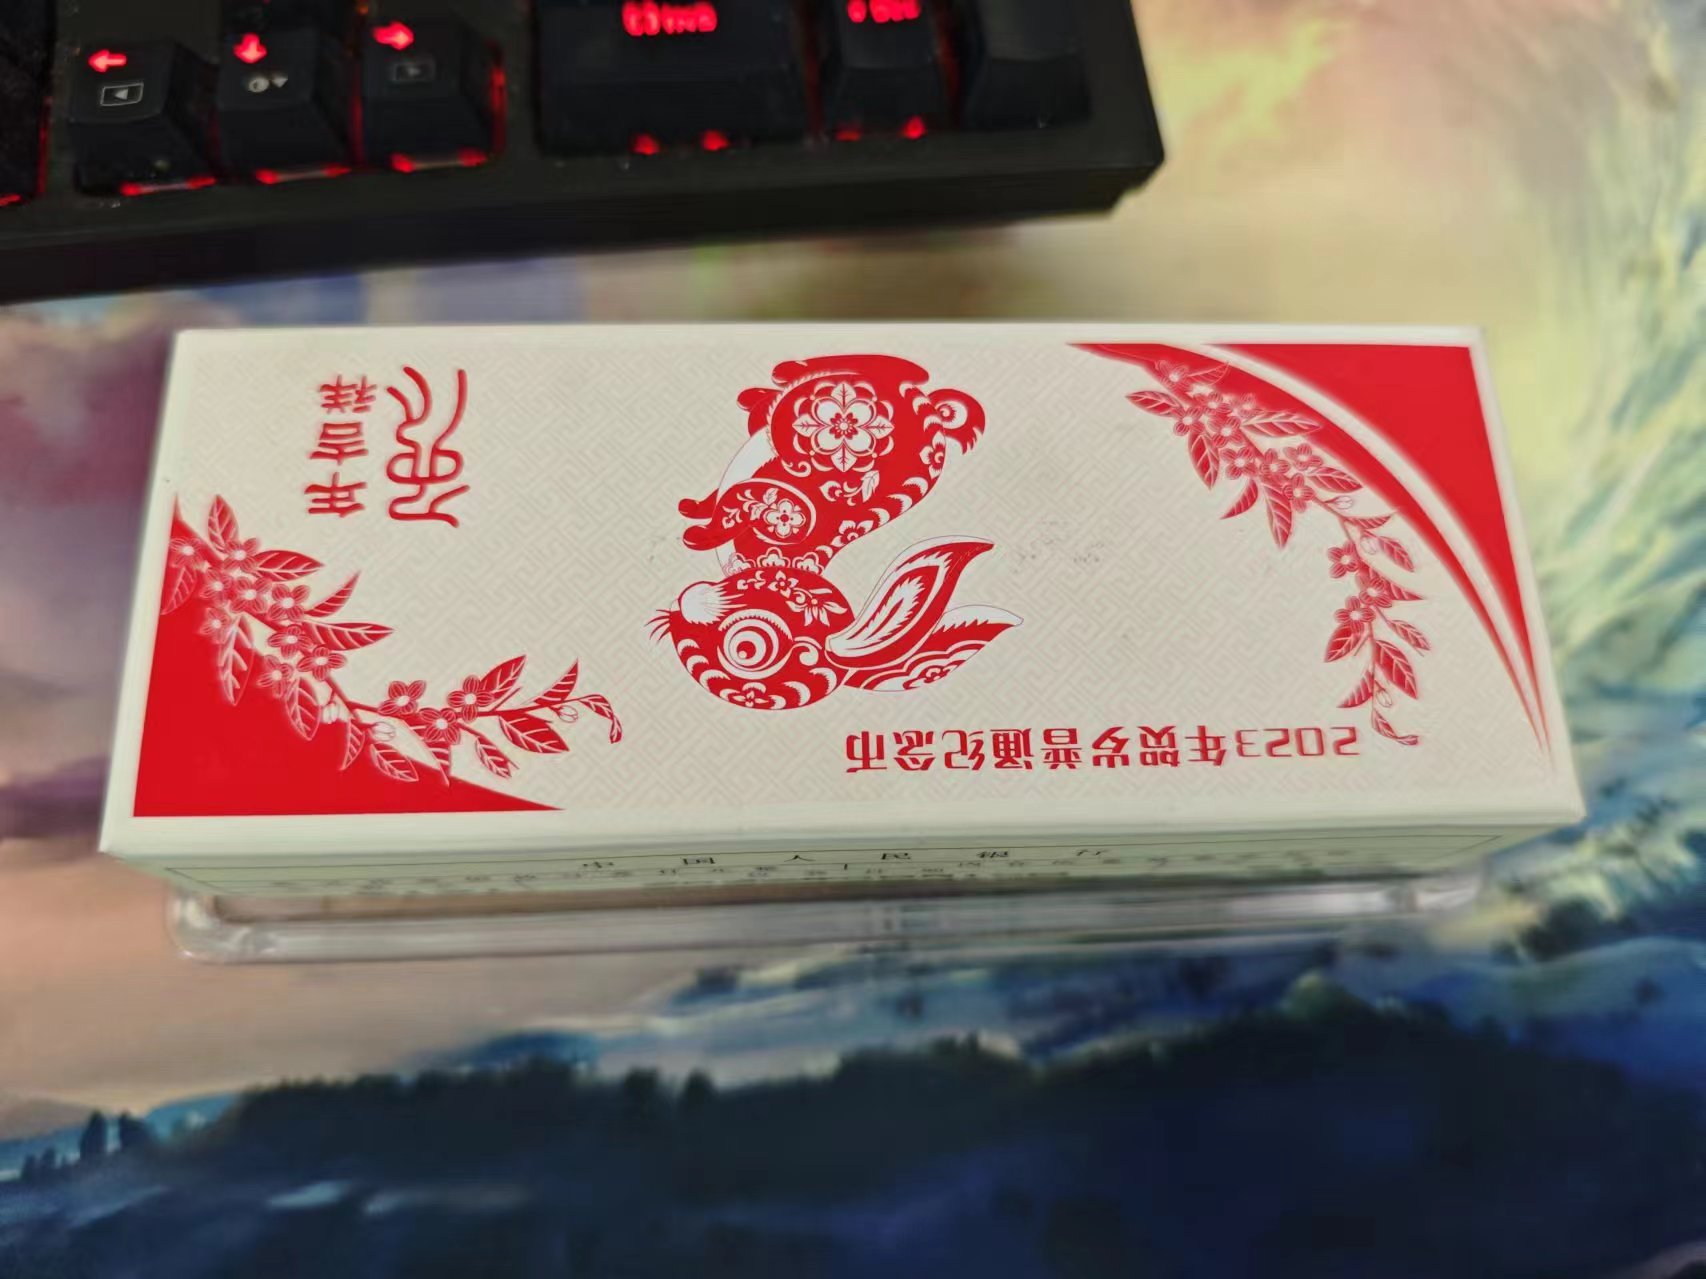 2023年贺岁普通纪念币
兔
年吉祥
中国人民银行